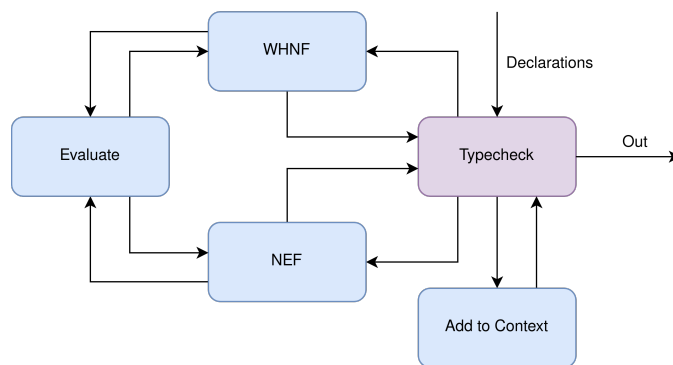 WHNF
Declarations
Evaluate
Typecheck
Out
NEF
Add to Context